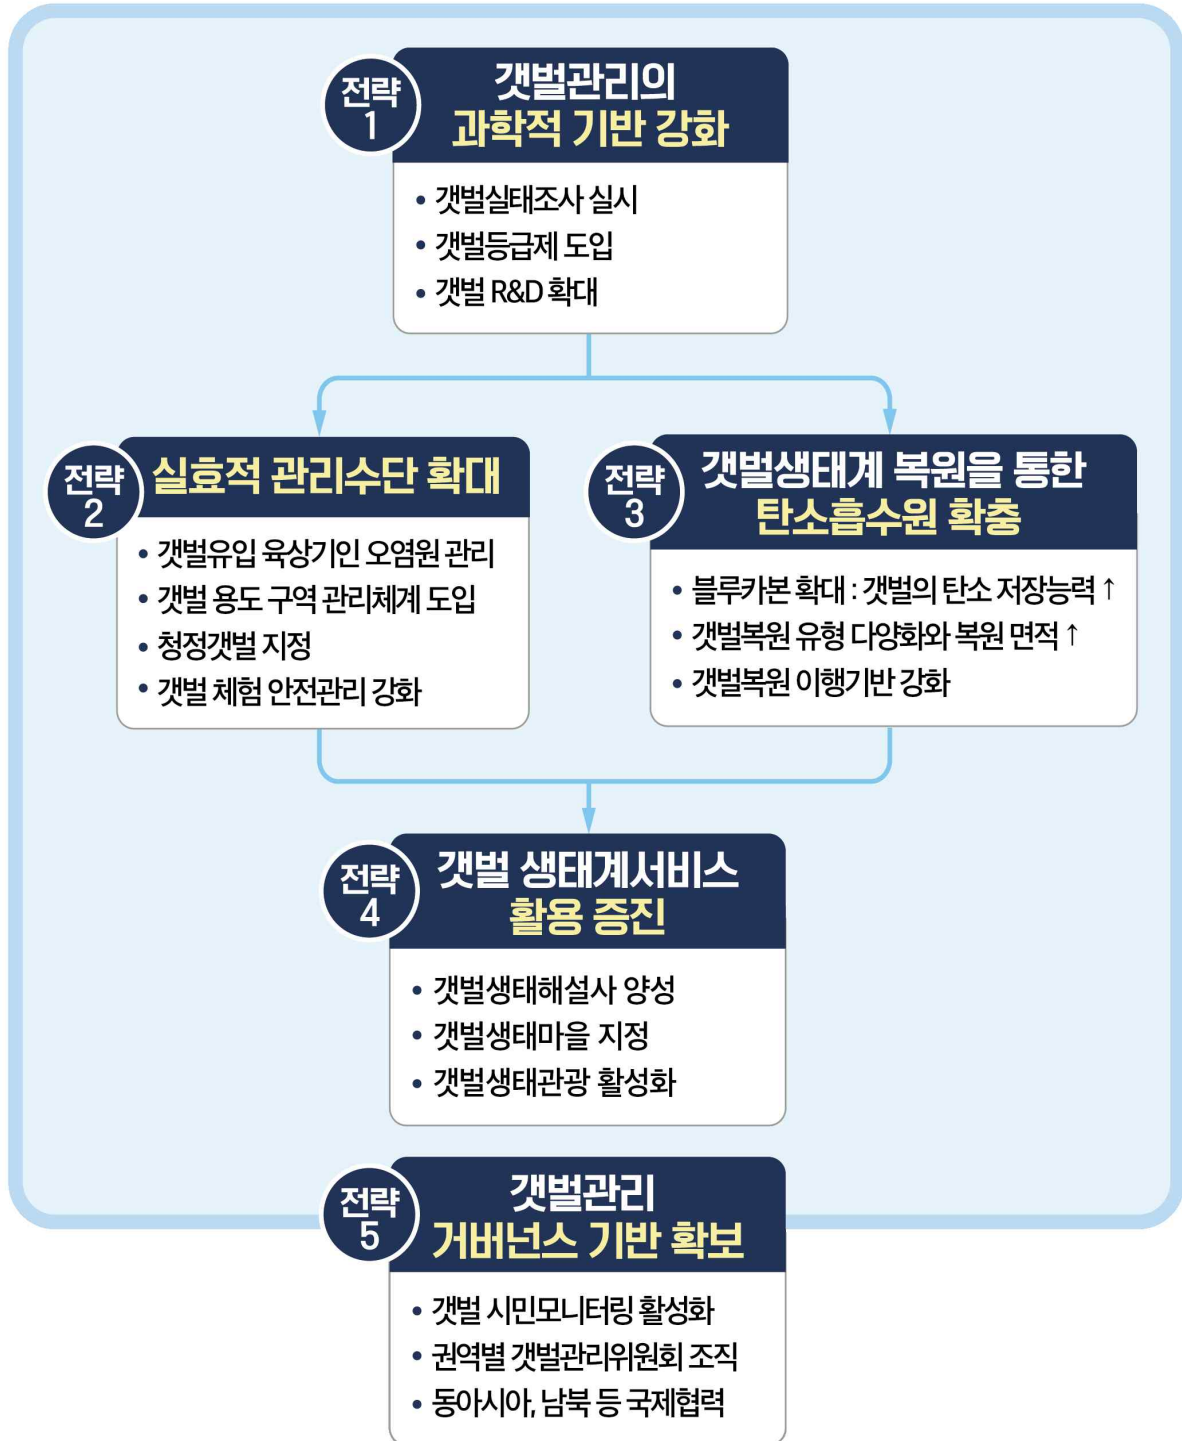 전략
1
갯벌관리의
과학적 기반 강화
• 갯벌실태조사 실시
• 갯벌등급제 도입
• 갯벌 R&D 확대
전략
2
실효적 관리수단 확대
• 갯벌유입 육상기인 오염원 관리
• 갯벌 용도 구역 관리체계 도입
• 청정갯벌 지정
• 갯벌 체험 안전관리 강화
전략
3
갯벌생태계 복원을 통한
탄소흡수원 확충
• 블루카본 확대 : 갯벌의 탄소 저장능력 ↑
• 갯벌복원 유형 다양화와 복원 면적 ↑
• 갯벌복원 이행기반 강화
전략
4
갯벌 생태계서비스
활용 증진
• 갯벌생태해설사 양성
• 갯벌생태마을 지정
• 갯벌생태관광 활성화
전략
5
갯벌관리
거버넌스 기반 확보
• 갯벌 시민모니터링 활성화
• 권역별 갯벌관리위원회 조직
• 동아시아, 남북 등 국제협력